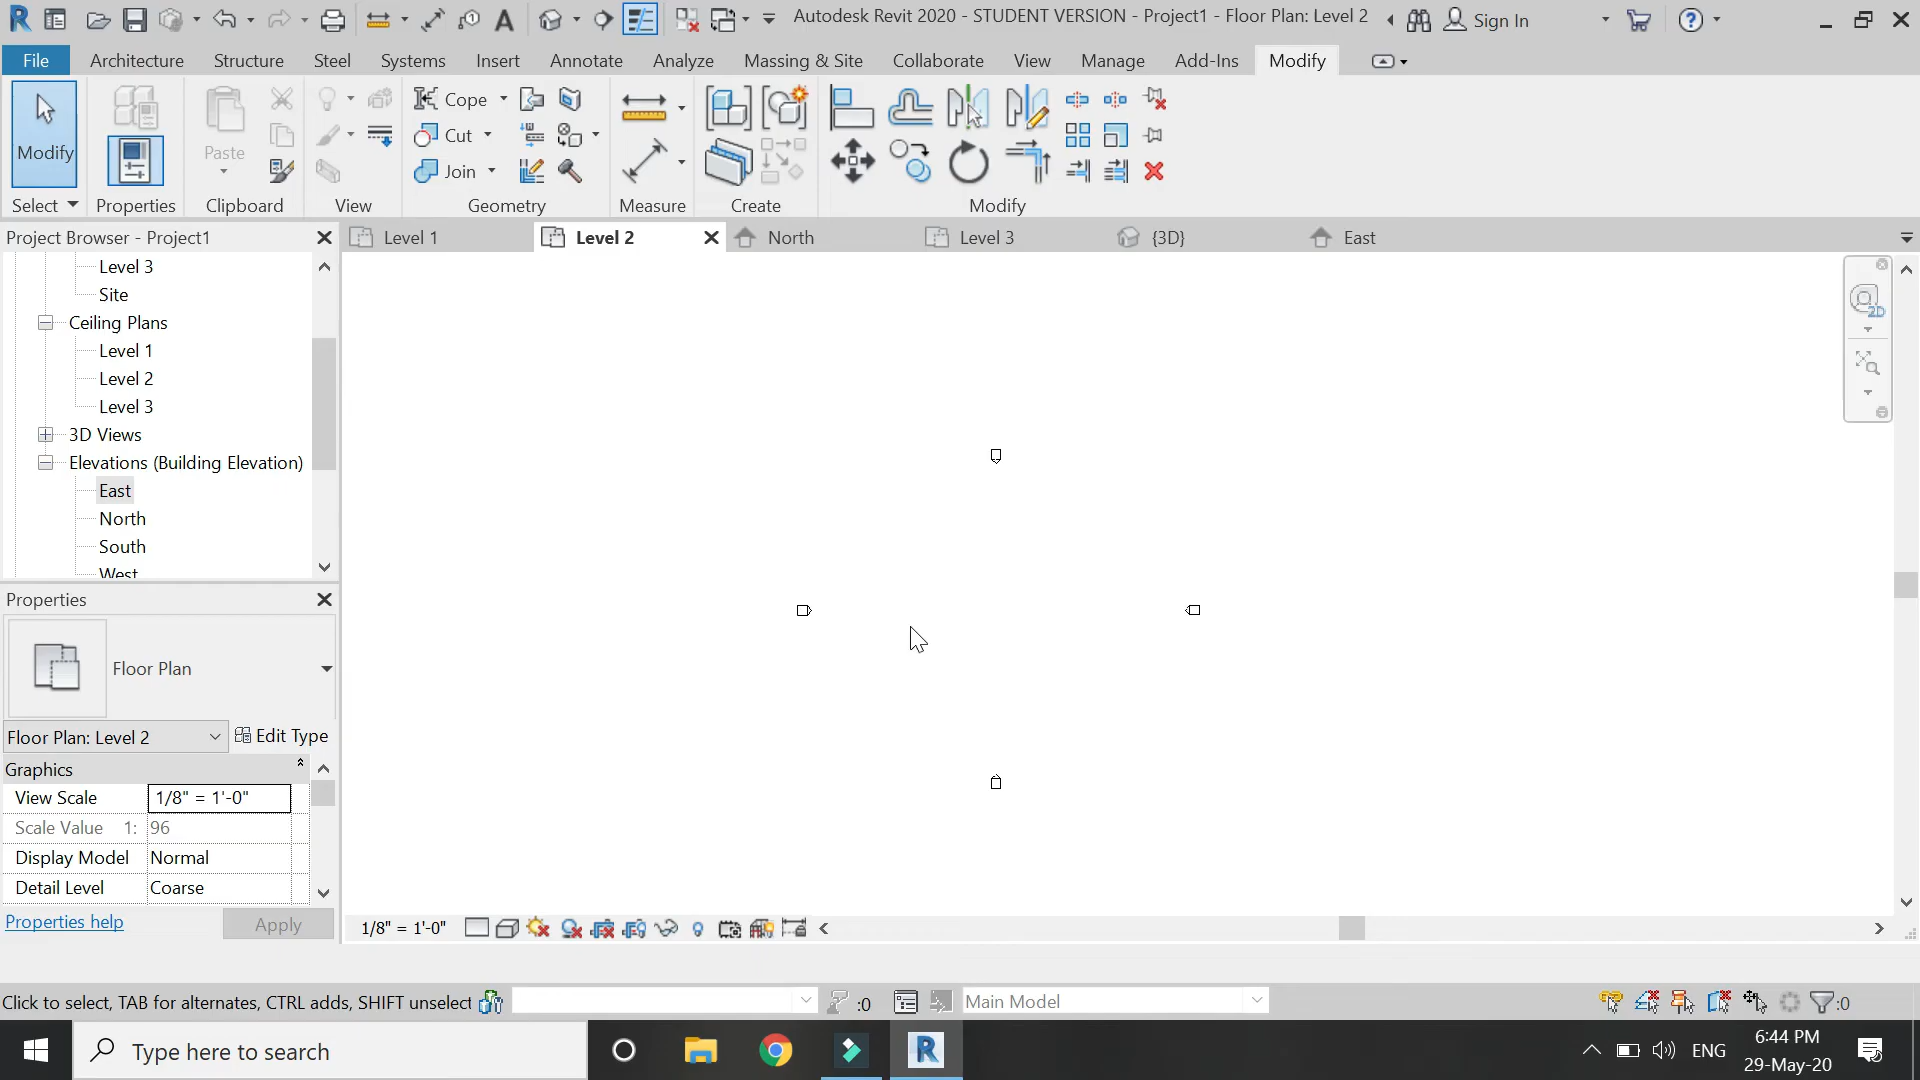 Autodesk Revit 2020 - STUDENT VERSION - Project1 - Floor Plan: Level 2
Sign In
File Architecture Structure Steel Systems Insert Annotate Analyze Massing & Site Collaborate View Manage Add-Ins Modify
Modify
Paste
Cope
Cut
Join
Select Properties Clipboard View Geometry Measure Create Modify
Project Browser - Project1
Level 1 Level 2 North Level 3 {3D} East
Level 3
Site
Ceiling Plans
Level 1
Level 2
Level 3
3D Views
Elevations (Building Elevation)
East
North
South
West
2D
Properties
Floor Plan
Floor Plan: Level 2 Edit Type
Graphics
View Scale 1/8" = 1'-0"
Scale Value 1: 96
Display Model Normal
Detail Level Coarse
Properties help Apply
1/8" = 1'-0"
Click to select, TAB for alternates, CTRL adds, SHIFT unselect :0 Main Model :0
Type here to search
ENG
6:44 PM
29-May-20